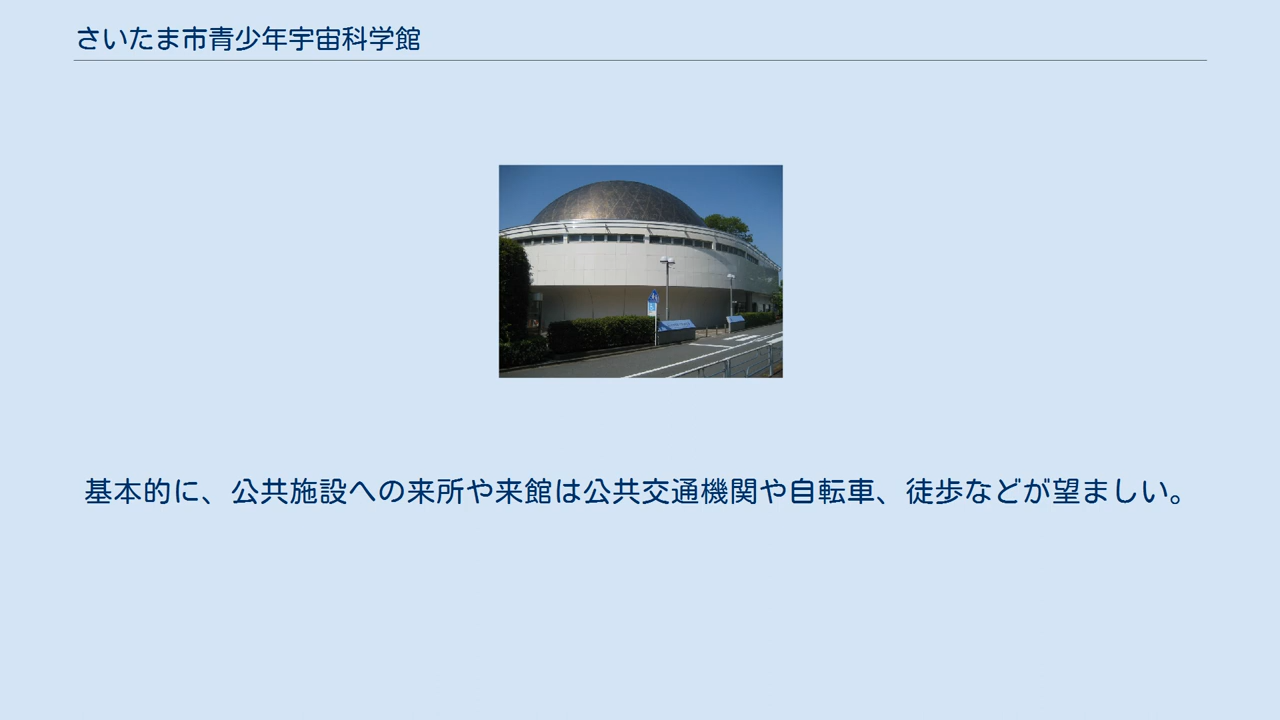 さいたま市青少年宇宙科学館
基本的に、公共施設への来所や来館は公共交通機関や自転車、徒歩などが望ましい。